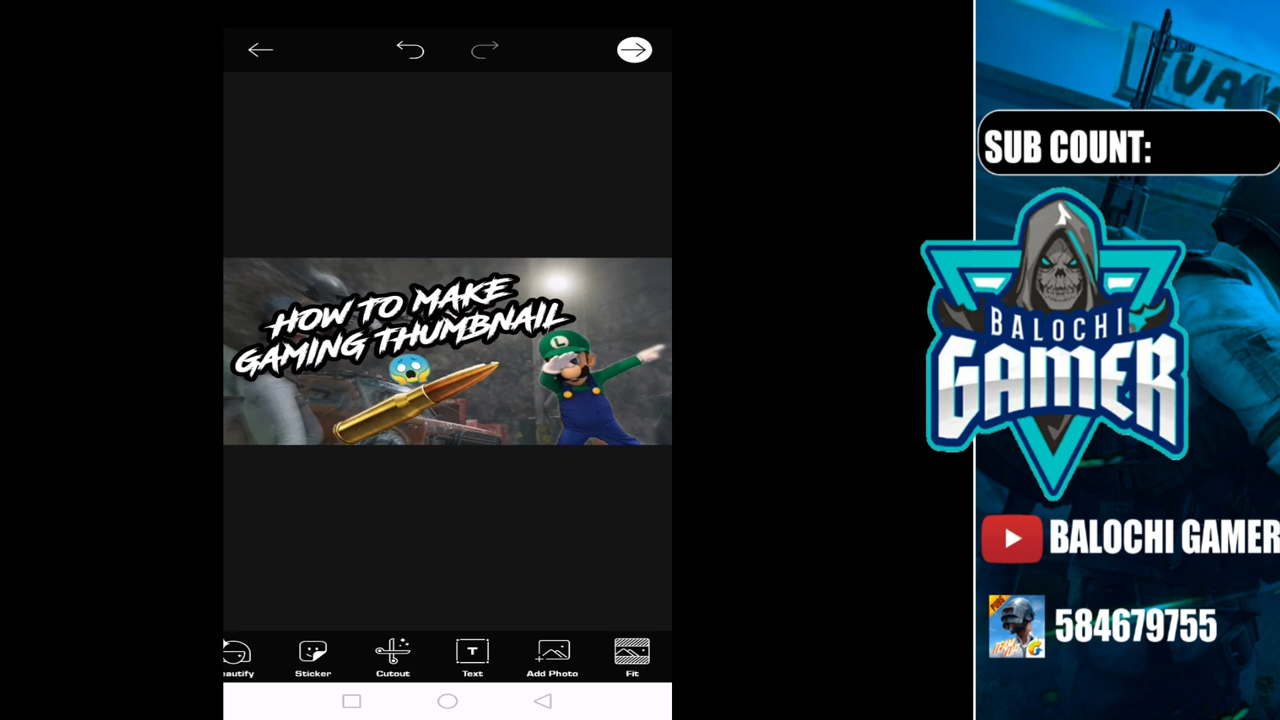 SUB COUNT:
HOW TO MAKE
GAMING THUMBNAIL
L
BALOCHI
GAMER
BALOCHI GAMER
PUBG
584679755
eautify
Sticker
Cutout
T
Text
Add Photo
Fit